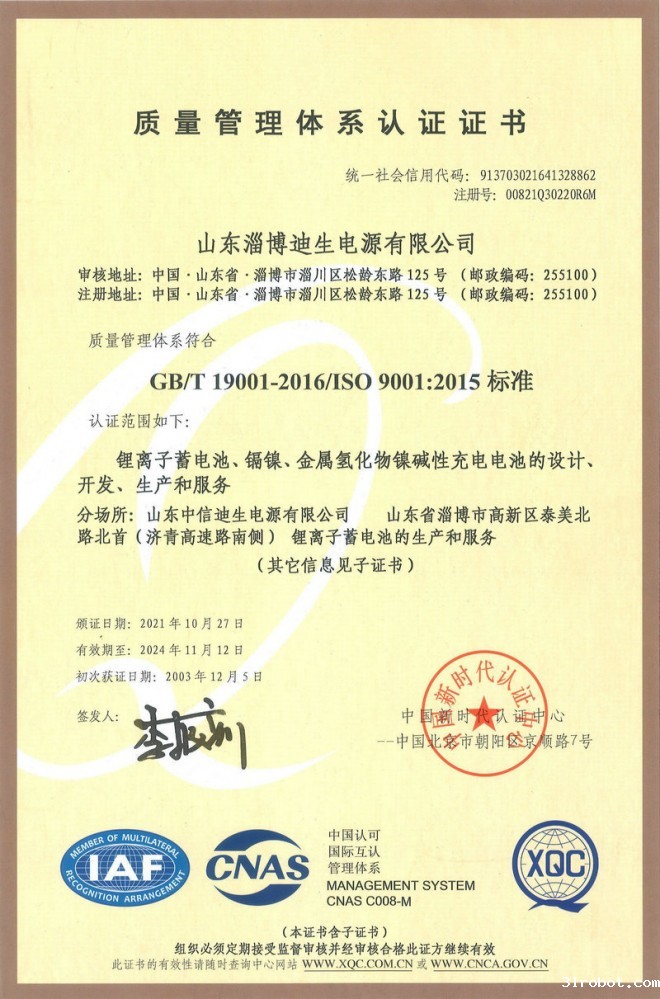 质量管理体系认证证书
统一社会信用代码：913703021641328862
注册号：00821Q30220R6M
山东淄博迪生电源有限公司
审核地址：中国·山东省·淄博市淄川区松龄东路125号（邮政编码：255100）
注册地址：中国·山东省·淄博市淄川区松龄东路125号（邮政编码：255100）
质量管理体系符合
GB/T 19001-2016/ISO 9001:2015 标准
认证范围如下：
锂离子蓄电池、镉镍、金属氢化物镍碱性充电电池的设计、
开发、生产和服务
分场所：山东中信迪生电源有限公司 山东省淄博市高新区泰美北
路北首（济青高速路南侧） 锂离子蓄电池的生产和服务
（其它信息见子证书）
颁证日期：2021年10月27日
有效期至：2024年11月12日
初次获证日期：2003年12月5日
签发人：
中国新时代认证中心
中国新时代认证中心
--中国北京市朝阳区京顺路7号
MEMBER OF MULTILATERAL
IAF
RECOGNITION ARRANGEMENT
CNAS
中国认可
国际互认
管理体系
MANAGEMENT SYSTEM
CNAS C008-M
XQC
（本证书含子证书）
组织必须定期接受监督审核并经审核合格此证方继续有效
此证书的有效性请随时查询中心网站 WWW.XQC.COM.CN 或 WWW.CNCA.GOV.CN
51robot.com